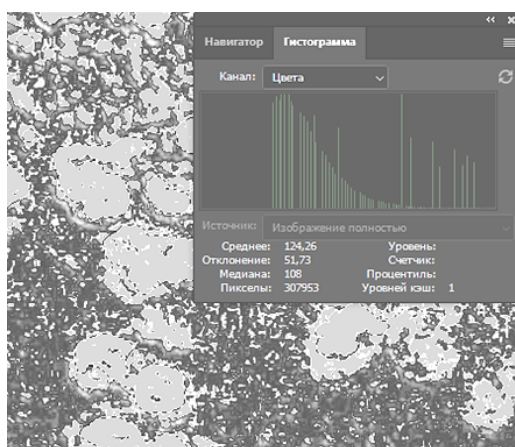 Навигатор Гистограмма
Канал: Цвета
Источник: Изображение полностью
Среднее: 124,26 Уровень:
Отклонение: 51,73 Счетчик:
Медиана: 108 Процентиль:
Пикселы: 307953 Уровней кэш: 1